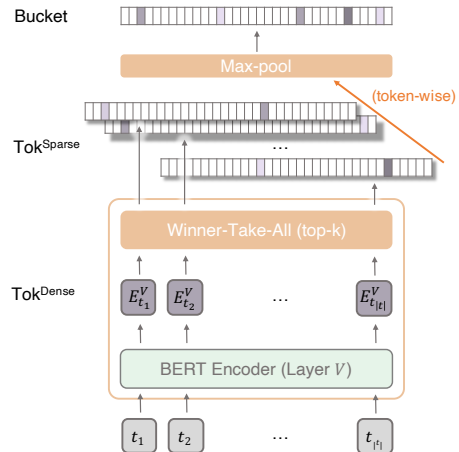 Bucket
Max-pool
(token-wise)
Tok^Sparse
...
Winner-Take-All (top-k)
Tok^Dense
E^V_{t_1} E^V_{t_2} ... E^V_{t_{|t|}}
BERT Encoder (Layer V)
t_1 t_2 ... t_{|t|}